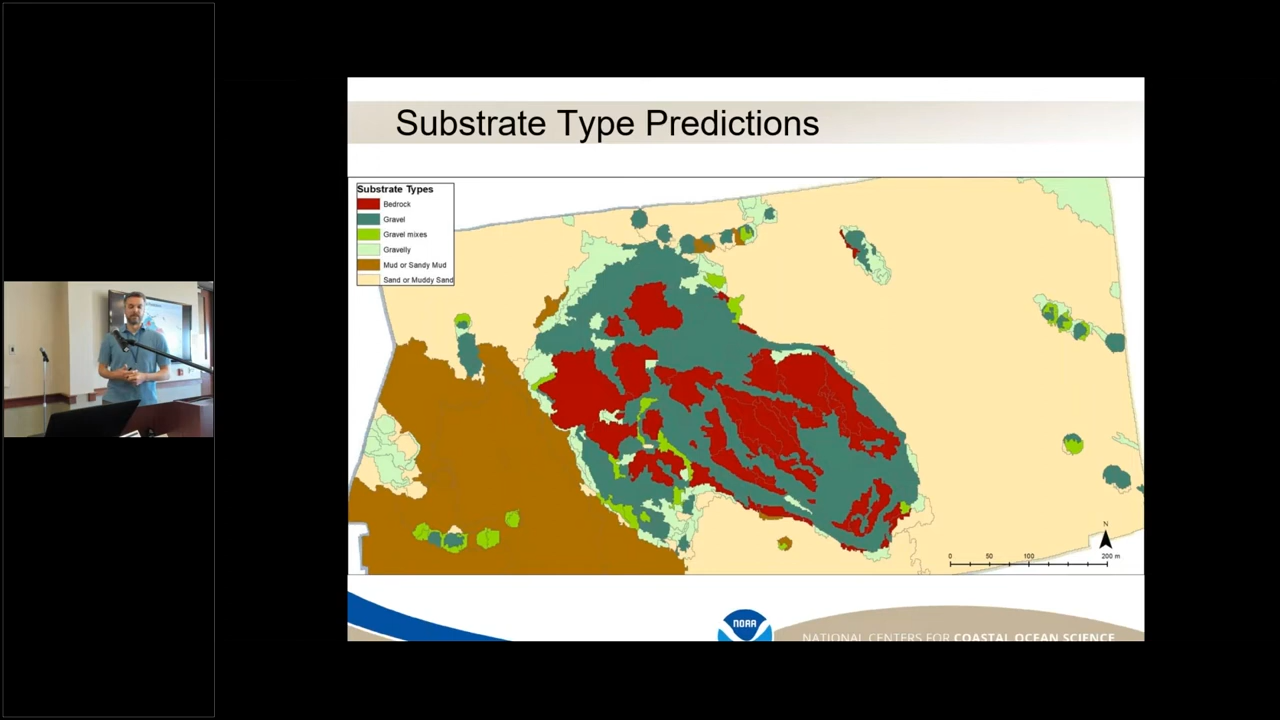 Substrate Type Predictions
Substrate Types
Bedrock
Gravel
Gravel mixes
Gravelly
Mud or Sandy Mud
Sand or Muddy Sand
N
0 50 100 200 m
NOAA
NATIONAL CENTERS FOR COASTAL OCEAN SCIENCE